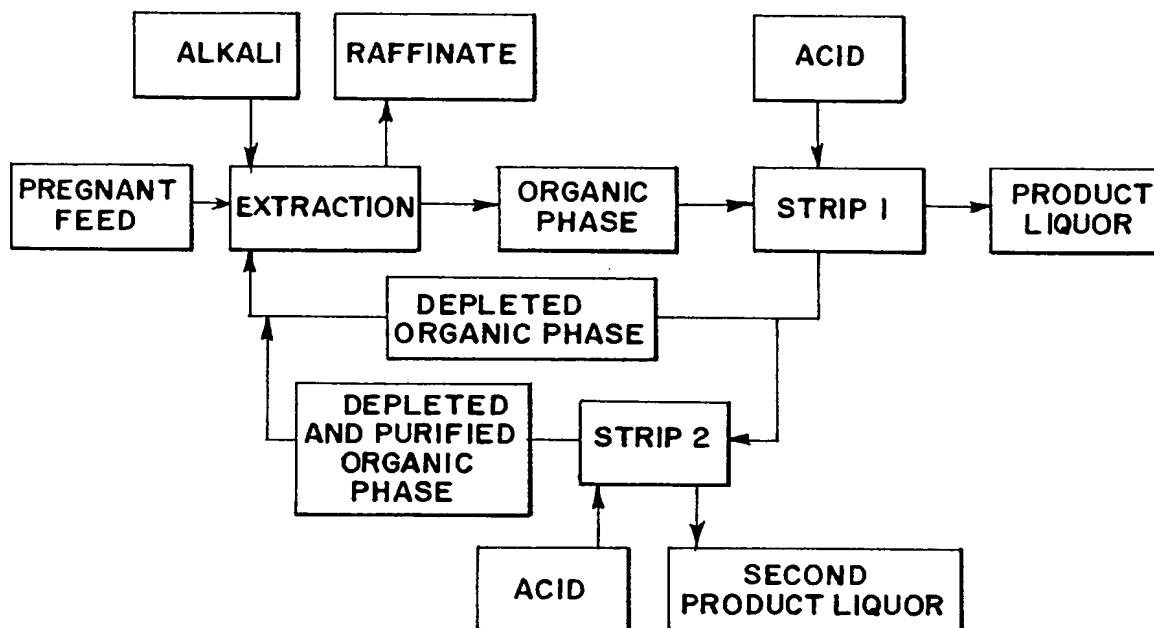 ALKALI
RAFFINATE
ACID
PREGNANT
FEED
EXTRACTION
ORGANIC
PHASE
STRIP 1
PRODUCT
LIQUOR
DEPLETED
ORGANIC PHASE
DEPLETED
AND PURIFIED
ORGANIC
PHASE
STRIP 2
ACID
SECOND
PRODUCT LIQUOR